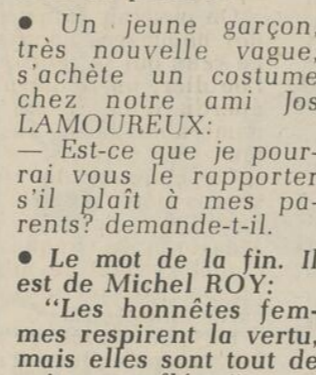 ● Un jeune garçon,
très nouvelle vague,
s'achète un costume
chez notre ami Jos
LAMOUREUX:
— Est-ce que je pour-
rai vous le rapporter
s'il plaît à mes pa-
rents? demande-t-il.
● Le mot de la fin. Il
est de Michel ROY:
"Les honnêtes fem-
mes respirent la vertu,
mais elles sont tout de